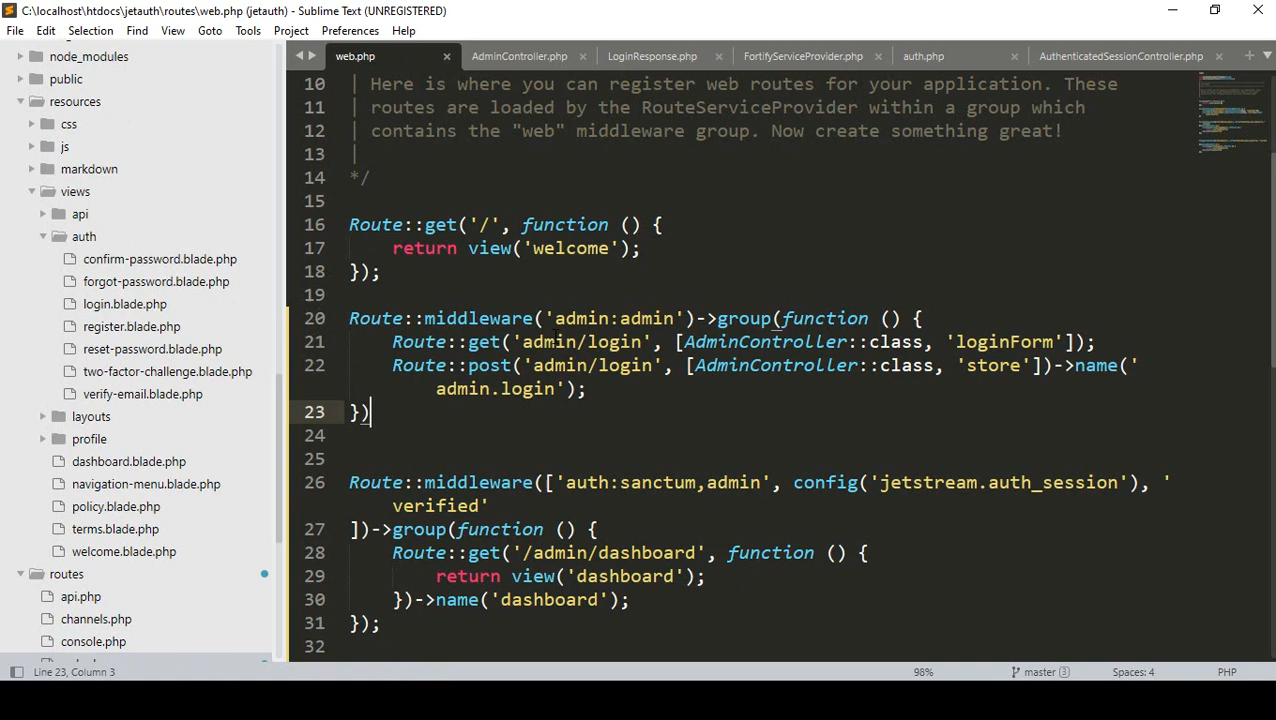 C:\localhost\htdocs\jetauth\routes\web.php (jetauth) - Sublime Text (UNREGISTERED)
File Edit Selection Find View Goto Tools Project Preferences Help
node_modules
public
resources
css
js
markdown
views
api
auth
confirm-password.blade.php
forgot-password.blade.php
login.blade.php
register.blade.php
reset-password.blade.php
two-factor-challenge.blade.php
verify-email.blade.php
layouts
profile
dashboard.blade.php
navigation-menu.blade.php
policy.blade.php
terms.blade.php
welcome.blade.php
routes
api.php
channels.php
console.php
web.php AdminController.php LoginResponse.php FortifyServiceProvider.php auth.php AuthenticatedSessionController.php
10 | Here is where you can register web routes for your application. These
11 | routes are loaded by the RouteServiceProvider within a group which
12 | contains the "web" middleware group. Now create something great!
13 |
14 */
15
16 Route::get('/', function () {
17 return view('welcome');
18 });
19
20 Route::middleware('admin:admin')->group(function () {
21 Route::get('admin/login', [AdminController::class, 'loginForm']);
22 Route::post('admin/login', [AdminController::class, 'store'])->name('
admin.login');
23 })
24
25
26 Route::middleware(['auth:sanctum,admin', config('jetstream.auth_session'), '
verified'
27 ])->group(function () {
28 Route::get('/admin/dashboard', function () {
29 return view('dashboard');
30 })->name('dashboard');
31 });
32
Line 23, Column 3 98% master 3 Spaces: 4 PHP